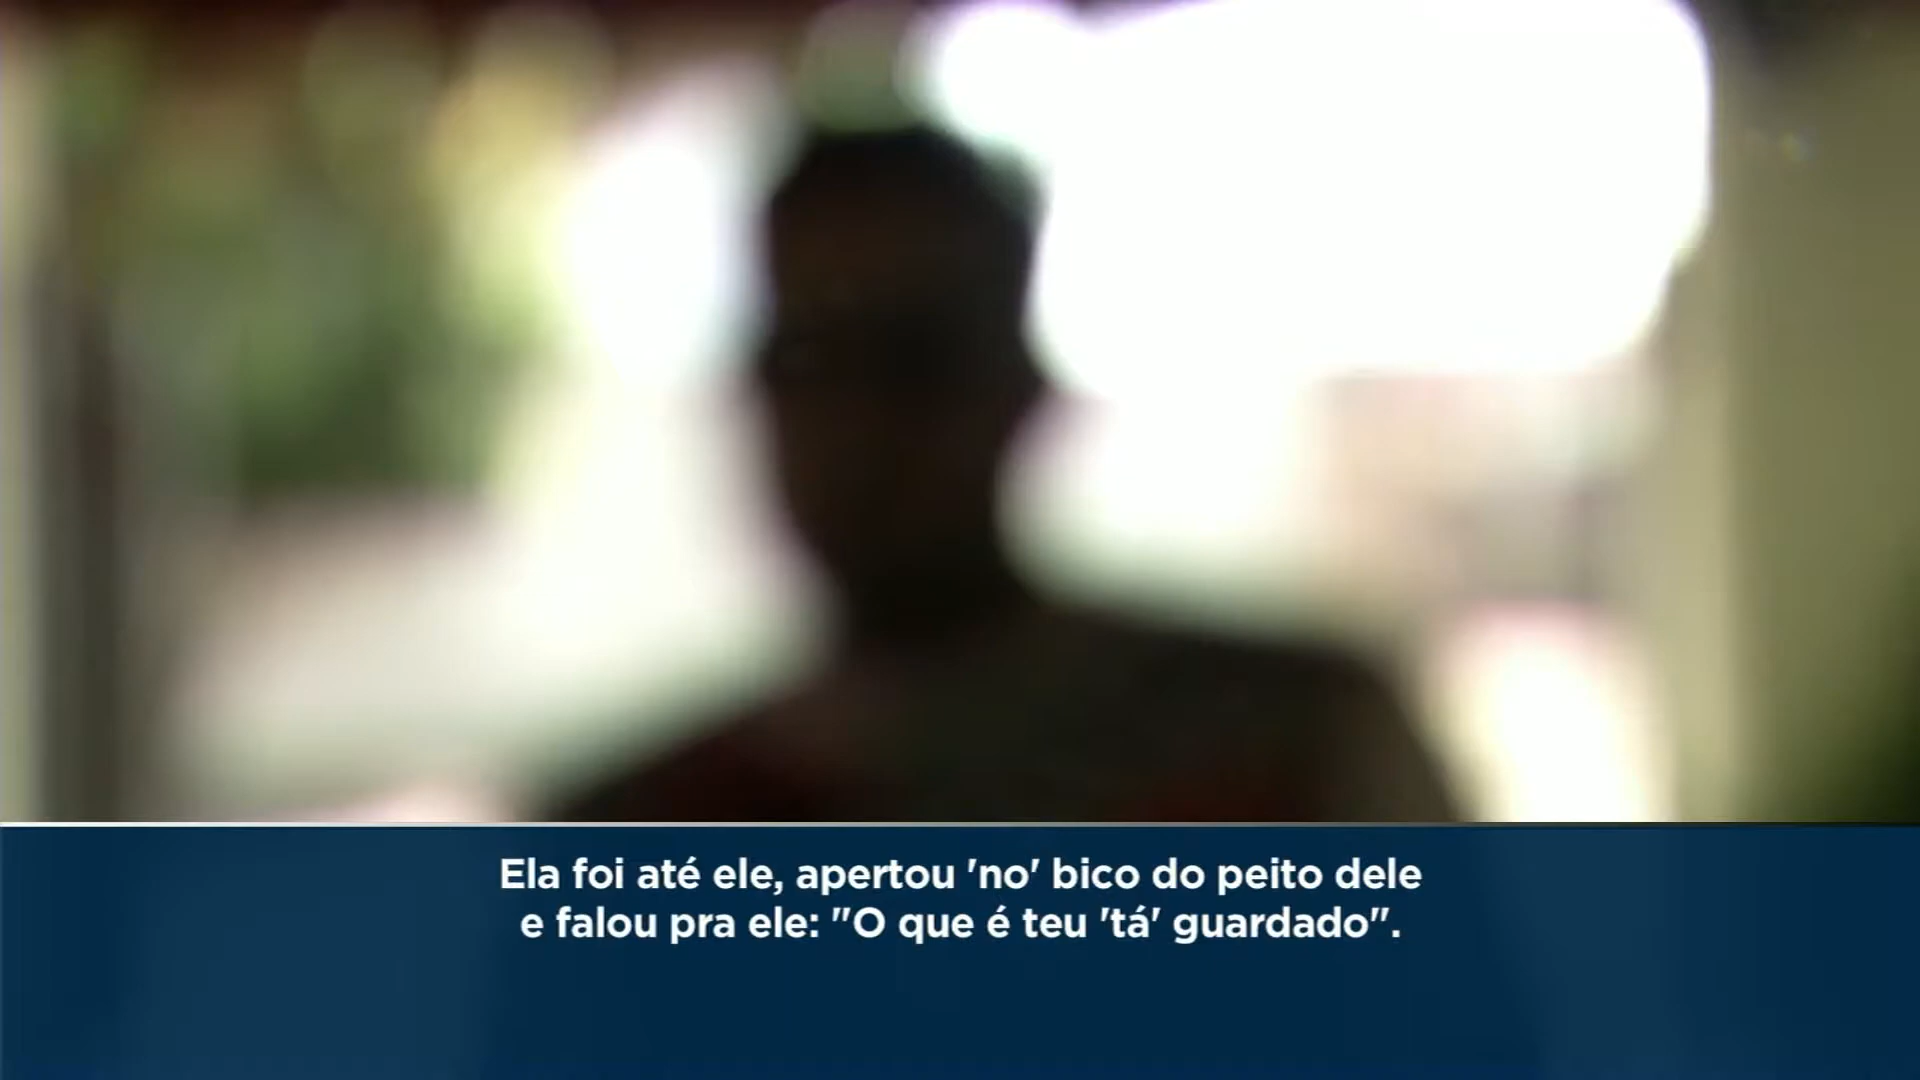 Ela foi até ele, apertou 'no' bico do peito dele
e falou pra ele: "O que é teu 'tá' guardado".